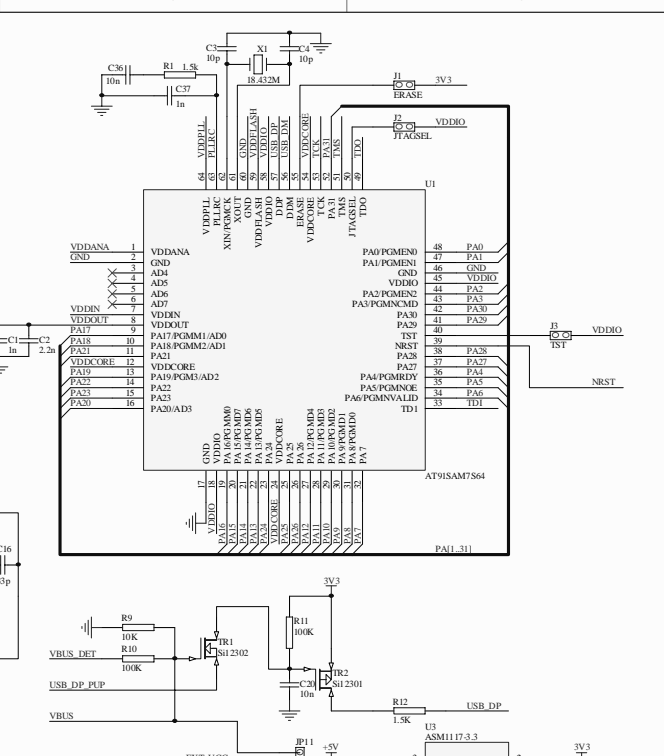 C3
10p
X1
18.432M
C4
10p
C36
10n
R1 1.5k
C37
1n
J1 3V3
ERASE
J2 VDDIO
JTAGSEL
VDDPLL
PLLRC
GND
VDDFLASH
VDDIO
USB_DP
USB_DM
VDDCORE
TCK
PA31
TMS
TDO
64 63 62 61 60 59 58 57 56 55 54 53 52 51 50 49
U1
VDDPLL
PLLRC
XIN/PGMCK
XOUT
GND
VDDFLASH
VDDIO
DDP
DDM
ERASE
VDDCORE
TCK
PA31
TMS
JTAGSEL
TDO
VDDANA 1 VDDANA
GND 2 GND
3 AD4
4 AD5
5 AD6
6 AD7
VDDIN 7 VDDIN
VDDOUT 8 VDDOUT
PA17 9 PA17/PGMM1/AD0
PA18 10 PA18/PGMM2/AD1
PA21 11 PA21
VDDCORE 12 VDDCORE
PA19 13 PA19/PGM3/AD2
PA22 14 PA22
PA23 15 PA23
PA20 16 PA20/AD3
PA0/PGMEN0 48 PA0
PA1/PGMEN1 47 PA1
GND 46 GND
VDDIO 45 VDDIO
PA2/PGMEN2 44 PA2
PA3/PGMNCMD 43 PA3
PA30 42 PA30
PA29 41 PA29
TST 40
NRST 39
PA28 38 PA28
PA27 37 PA27
PA4/PGMRDY 36 PA4
PA5/PGMNOE 35 PA5
PA6/PGMNVALID 34 PA6
TD1 33 TD1
J3 VDDIO
TST
NRST
C1
1n
C2
2.2n
GND
VDDIO
PA16/PGMM0
PA15/PGMD7
PA14/PGMD6
PA13/PGMD5
PA24
VDDCORE
PA25
PA26
PA12/PGMD4
PA11/PGMD3
PA10/PGMD2
PA9/PGMD1
PA8/PGMD0
PA7
AT91SAM7S64
17 18 19 20 21 22 23 24 25 26 27 28 29 30 31 32
VDDIO
PA16
PA15
PA14
PA13
PA24
VDDCORE
PA25
PA26
PA12
PA11
PA10
PA9
PA8
PA7
PA[1..31]
C16
3p
3V3
R9
10K
R10
100K
VBUS_DET
USB_DP_PUP
VBUS
TR1
Si12302
R11
100K
C20
10n
TR2
Si12301
R12
1.5K
USB_DP
U3
ASM1117-3.3
JP11
+5V
3V3